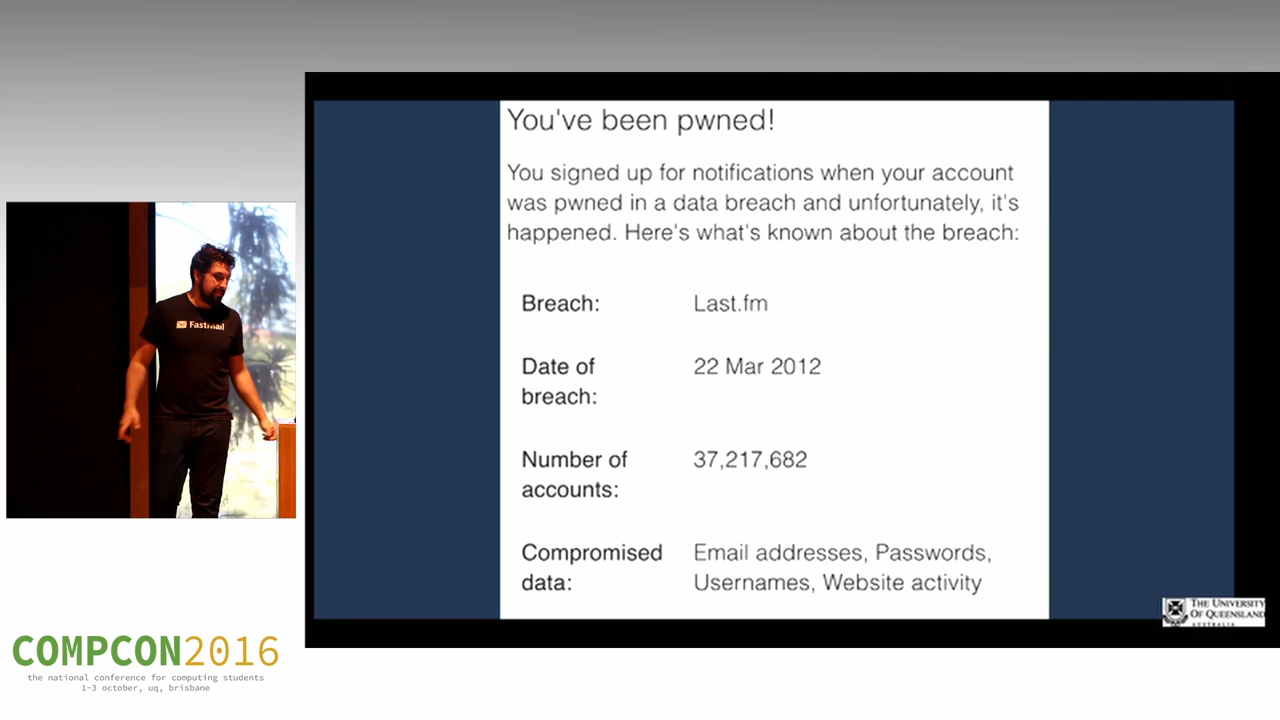 You've been pwned!
You signed up for notifications when your account
was pwned in a data breach and unfortunately, it's
happened. Here's what's known about the breach:
Breach: Last.fm
Date of breach: 22 Mar 2012
Number of accounts: 37,217,682
Compromised data: Email addresses, Passwords,
Usernames, Website activity
FastMail
THE UNIVERSITY
OF QUEENSLAND
AUSTRALIA
COMPCON2016
the national conference for computing students
1-3 october, uq, brisbane